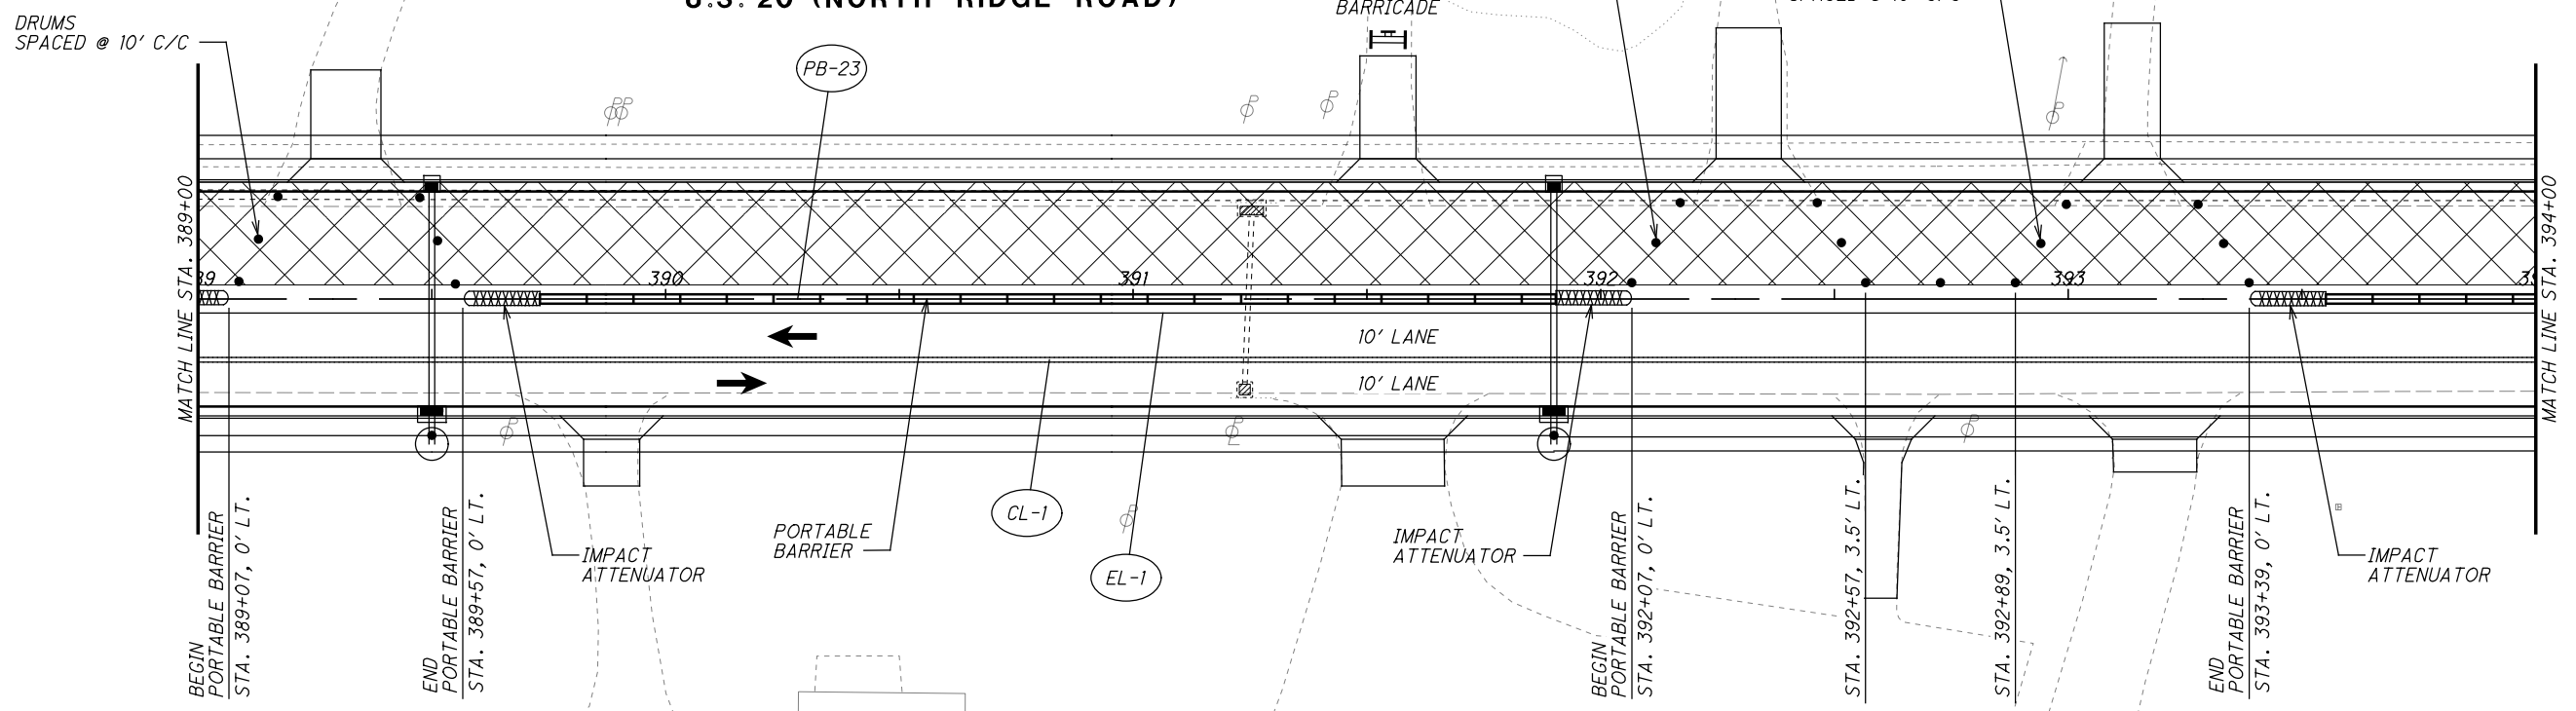 U.S. 20 (NORTH RIDGE ROAD)
DRUMS
SPACED @ 10' C/C
BARRICADE
PB-23
MATCH LINE STA. 389+00
MATCH LINE STA. 394+00
390
391
392
393
10' LANE
10' LANE
CL-1
EL-1
PORTABLE
BARRIER
IMPACT
ATTENUATOR
IMPACT
ATTENUATOR
IMPACT
ATTENUATOR
BEGIN
PORTABLE BARRIER
STA. 389+07, 0' LT.
END
PORTABLE BARRIER
STA. 389+57, 0' LT.
BEGIN
PORTABLE BARRIER
STA. 392+07, 0' LT.
STA. 392+57, 3.5' LT.
STA. 392+89, 3.5' LT.
END
PORTABLE BARRIER
STA. 393+39, 0' LT.